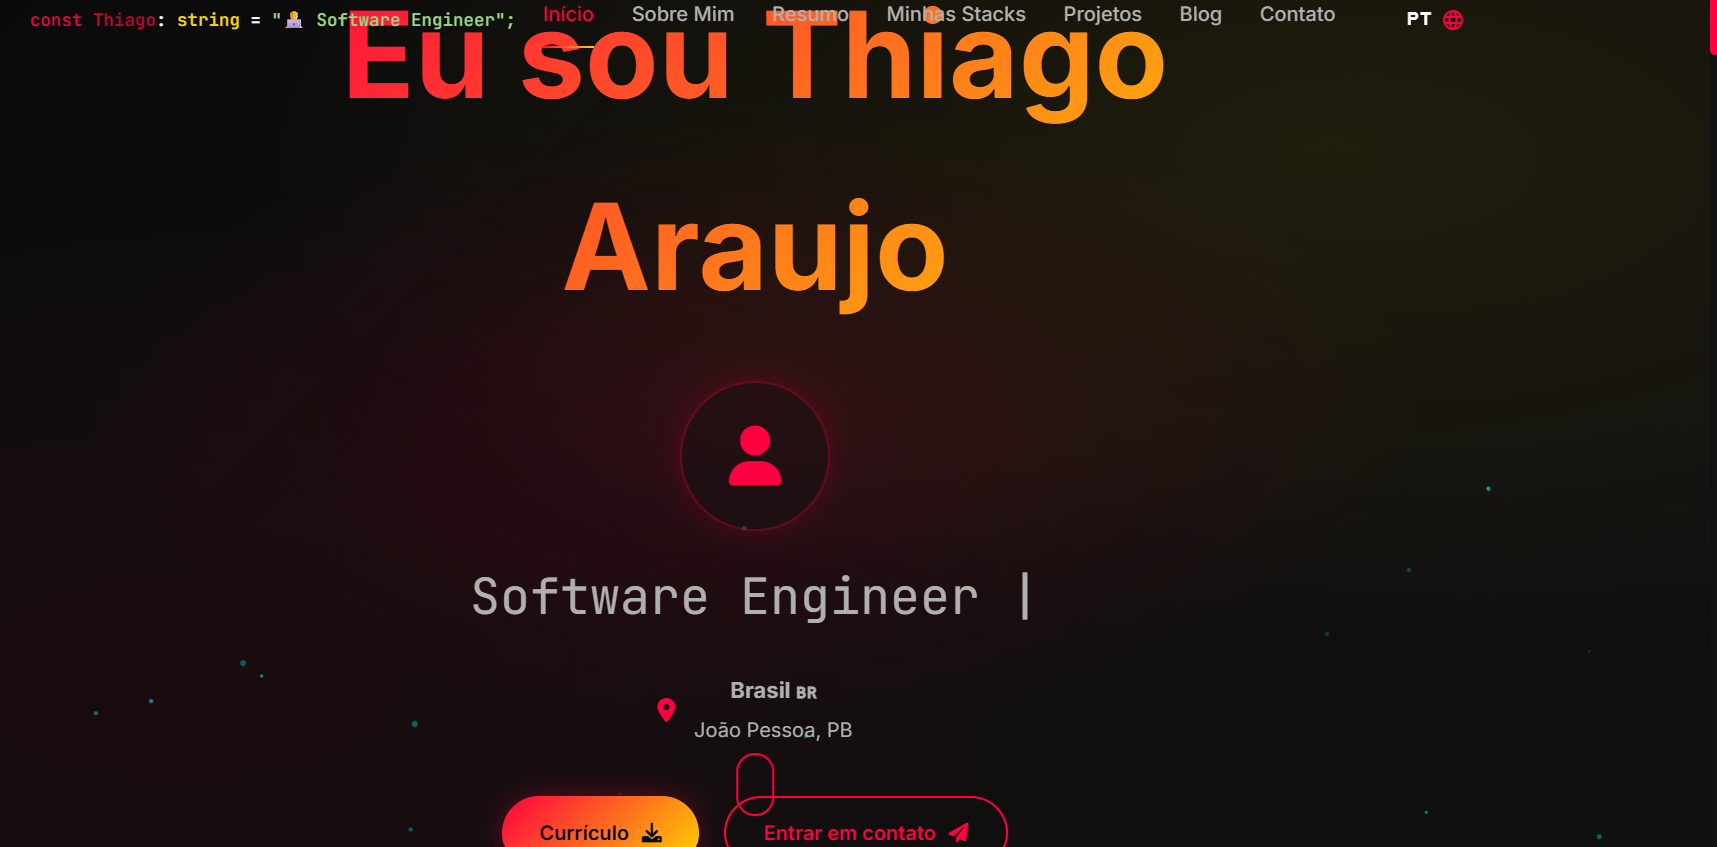 const Thiago: string = "👨‍💻 Software Engineer";
Início Sobre Mim Resumo Minhas Stacks Projetos Blog Contato
PT
Eu sou Thiago
Araujo
Software Engineer |
Brasil BR
João Pessoa, PB
Currículo
Entrar em contato